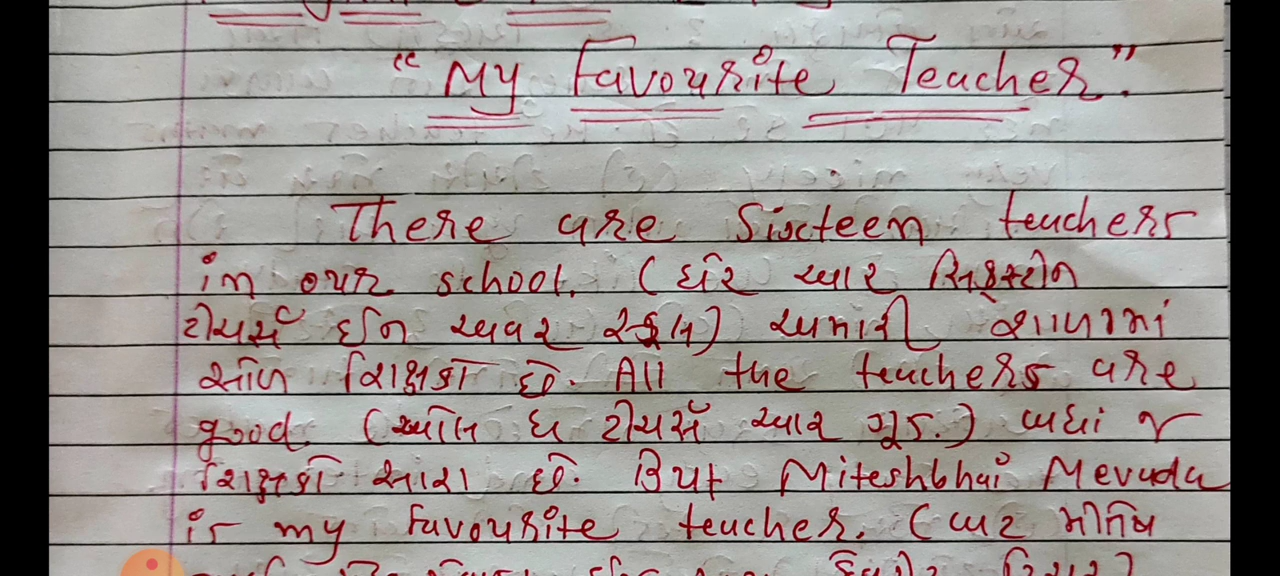 “My Favourite Teacher”.
There are Sixteen teachers
in our school. (ધેર આર સિક્સ્ટીન
ટીચર્સ ઈન અવર સ્કુલ) અમારી શાળામાં
સોળ શિક્ષકો છે. All the teachers are
good. (ઓલ ધ ટીચર્સ આર ગુડ.) બધાં જ
શિક્ષકો સારા છે. But Miteshbhai Mevada
is my favourite teacher. (બટ મીતેષ